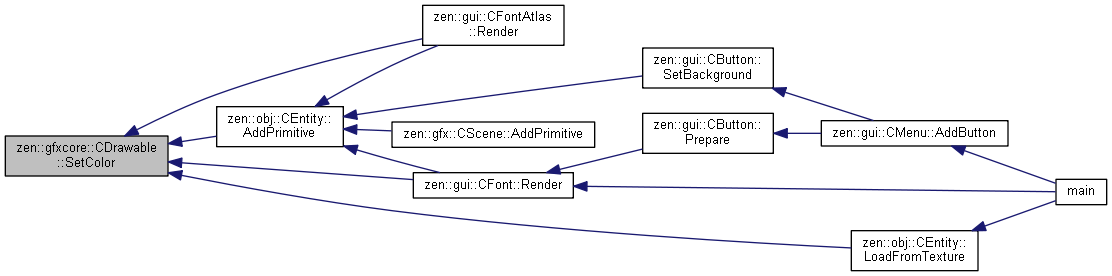 zen::gfxcore::CDrawable
::SetColor
zen::gui::CFontAtlas
::Render
zen::obj::CEntity::
AddPrimitive
zen::gui::CButton::
SetBackground
zen::gfx::CScene::AddPrimitive
zen::gui::CButton::
Prepare
zen::gui::CMenu::AddButton
zen::gui::CFont::Render
main
zen::obj::CEntity::
LoadFromTexture